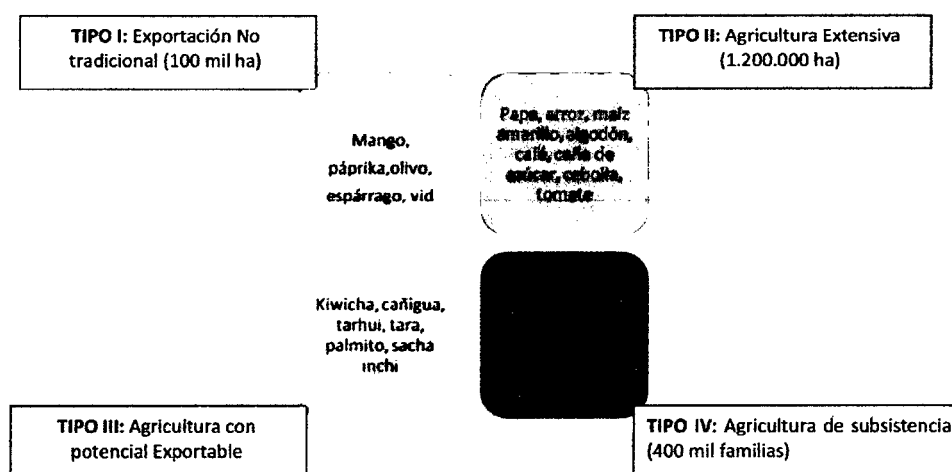 TIPO I: Exportación No
tradicional (100 mil ha)
TIPO II: Agricultura Extensiva
(1.200.000 ha)
Mango,
páprika,olivo,
espárrago, vid
Papa, arroz, maíz
amarillo, algodón,
café, caña de
azúcar, cebolla,
tomate
Kiwicha, cañigua,
tarhui, tara,
palmito, sacha
inchi
TIPO III: Agricultura con
potencial Exportable
TIPO IV: Agricultura de subsistencia
(400 mil familias)